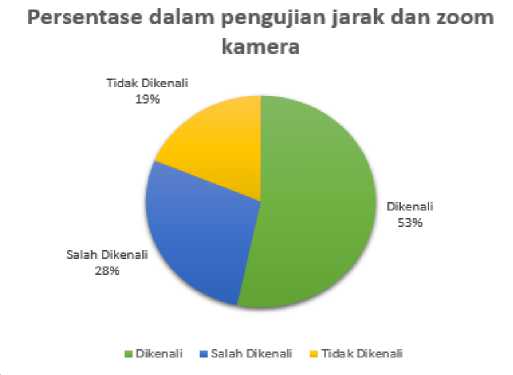 Persentase dalam pengujian jarak dan zoom
kamera
Tidak Dikenali
19%
Dikenali
53%
Salah Dikenali
28%
Dikenali Salah Dikenali Tidak Dikenali